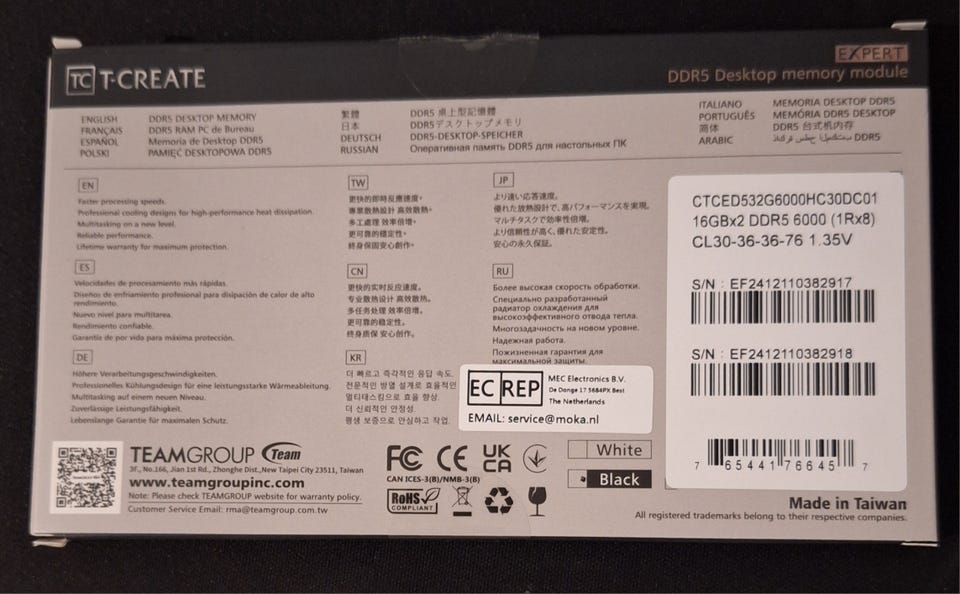 TC T-CREATE
EXPERT
DDR5 Desktop memory module
ENGLISH DDR5 DESKTOP MEMORY
FRANÇAIS DDR5 RAM PC de Bureau
ESPAÑOL Memoria de Desktop DDR5
POLSKI PAMIĘĆ DESKTOPOWA DDR5
繁體 DDR5 桌上型記憶體
日本 DDR5デスクトップメモリ
DEUTSCH DDR5-DESKTOP-SPEICHER
RUSSIAN Оперативная память DDR5 для настольных ПК
ITALIANO MEMORIA DESKTOP DDR5
PORTUGUÊS MEMÓRIA DDR5 DESKTOP
简体 DDR5 台式机内存
ARABIC ذاكرة سطح المكتب DDR5
EN
Faster processing speeds.
Professional cooling designs for high-performance heat dissipation.
Multitasking on a new level.
Reliable performance.
Lifetime warranty for maximum protection.
ES
Velocidades de procesamiento más rápidas.
Diseños de enfriamiento profesional para disipación de calor de alto
rendimiento.
Nuevo nivel para multitarea.
Rendimiento confiable.
Garantía de por vida para máxima protección.
DE
Höhere Verarbeitungsgeschwindigkeiten.
Professionelles Kühlungsdesign für eine leistungsstarke Wärmeableitung.
Multitasking auf einem neuen Niveau.
Zuverlässige Leistungsfähigkeit.
Lebenslange Garantie für maximalen Schutz.
TW
更快的即時反應速度。
專業散熱設計 高效散熱。
多工處理 效率倍增。
更可靠的穩定性。
終身保固安心創作。
CN
更快的实时反应速度。
专业散热设计 高效散热。
多任务处理 效率倍增。
更可靠的稳定性。
终身质保 安心创作。
KR
더 빠르고 즉각적인 응답 속도.
전문적인 방열 설계로 효율적인
멀티태스킹으로 효율 향상.
더 신뢰적인 안정성.
평생 보증으로 안심하고 작업.
JP
より速い応答速度。
優れた放熱設計で、高パフォーマンスを実現。
マルチタスクで効率性倍増。
より信頼性が高く、優れた安定性。
安心の永久保証。
RU
Более высокая скорость обработки.
Специально разработанный
радиатор охлаждения для
высокоэффективного отвода тепла.
Многозадачность на новом уровне.
Надежная работа.
Пожизненная гарантия для
максимальной защиты.
CTCED532G6000HC30DC01
16GBx2 DDR5 6000 (1Rx8)
CL30-36-36-76 1.35V
S/N : EF2412110382917
S/N : EF2412110382918
7 65441 76645 7
EC REP
MEC Electronics B.V.
De Donge 17 5684PX Best
The Netherlands
EMAIL: service@moka.nl
TEAMGROUP Team
3F., No.166, Jian 1st Rd., Zhonghe Dist.,New Taipei City 23511, Taiwan
www.teamgroupinc.com
Note: Please check TEAMGROUP website for warranty policy.
Customer Service Email: rma@teamgroup.com.tw
FC CE UK CA
CAN ICES-3(B)/NMB-3(B)
RoHS
COMPLIANT
White
Black
Made in Taiwan
All registered trademarks belong to their respective companies.